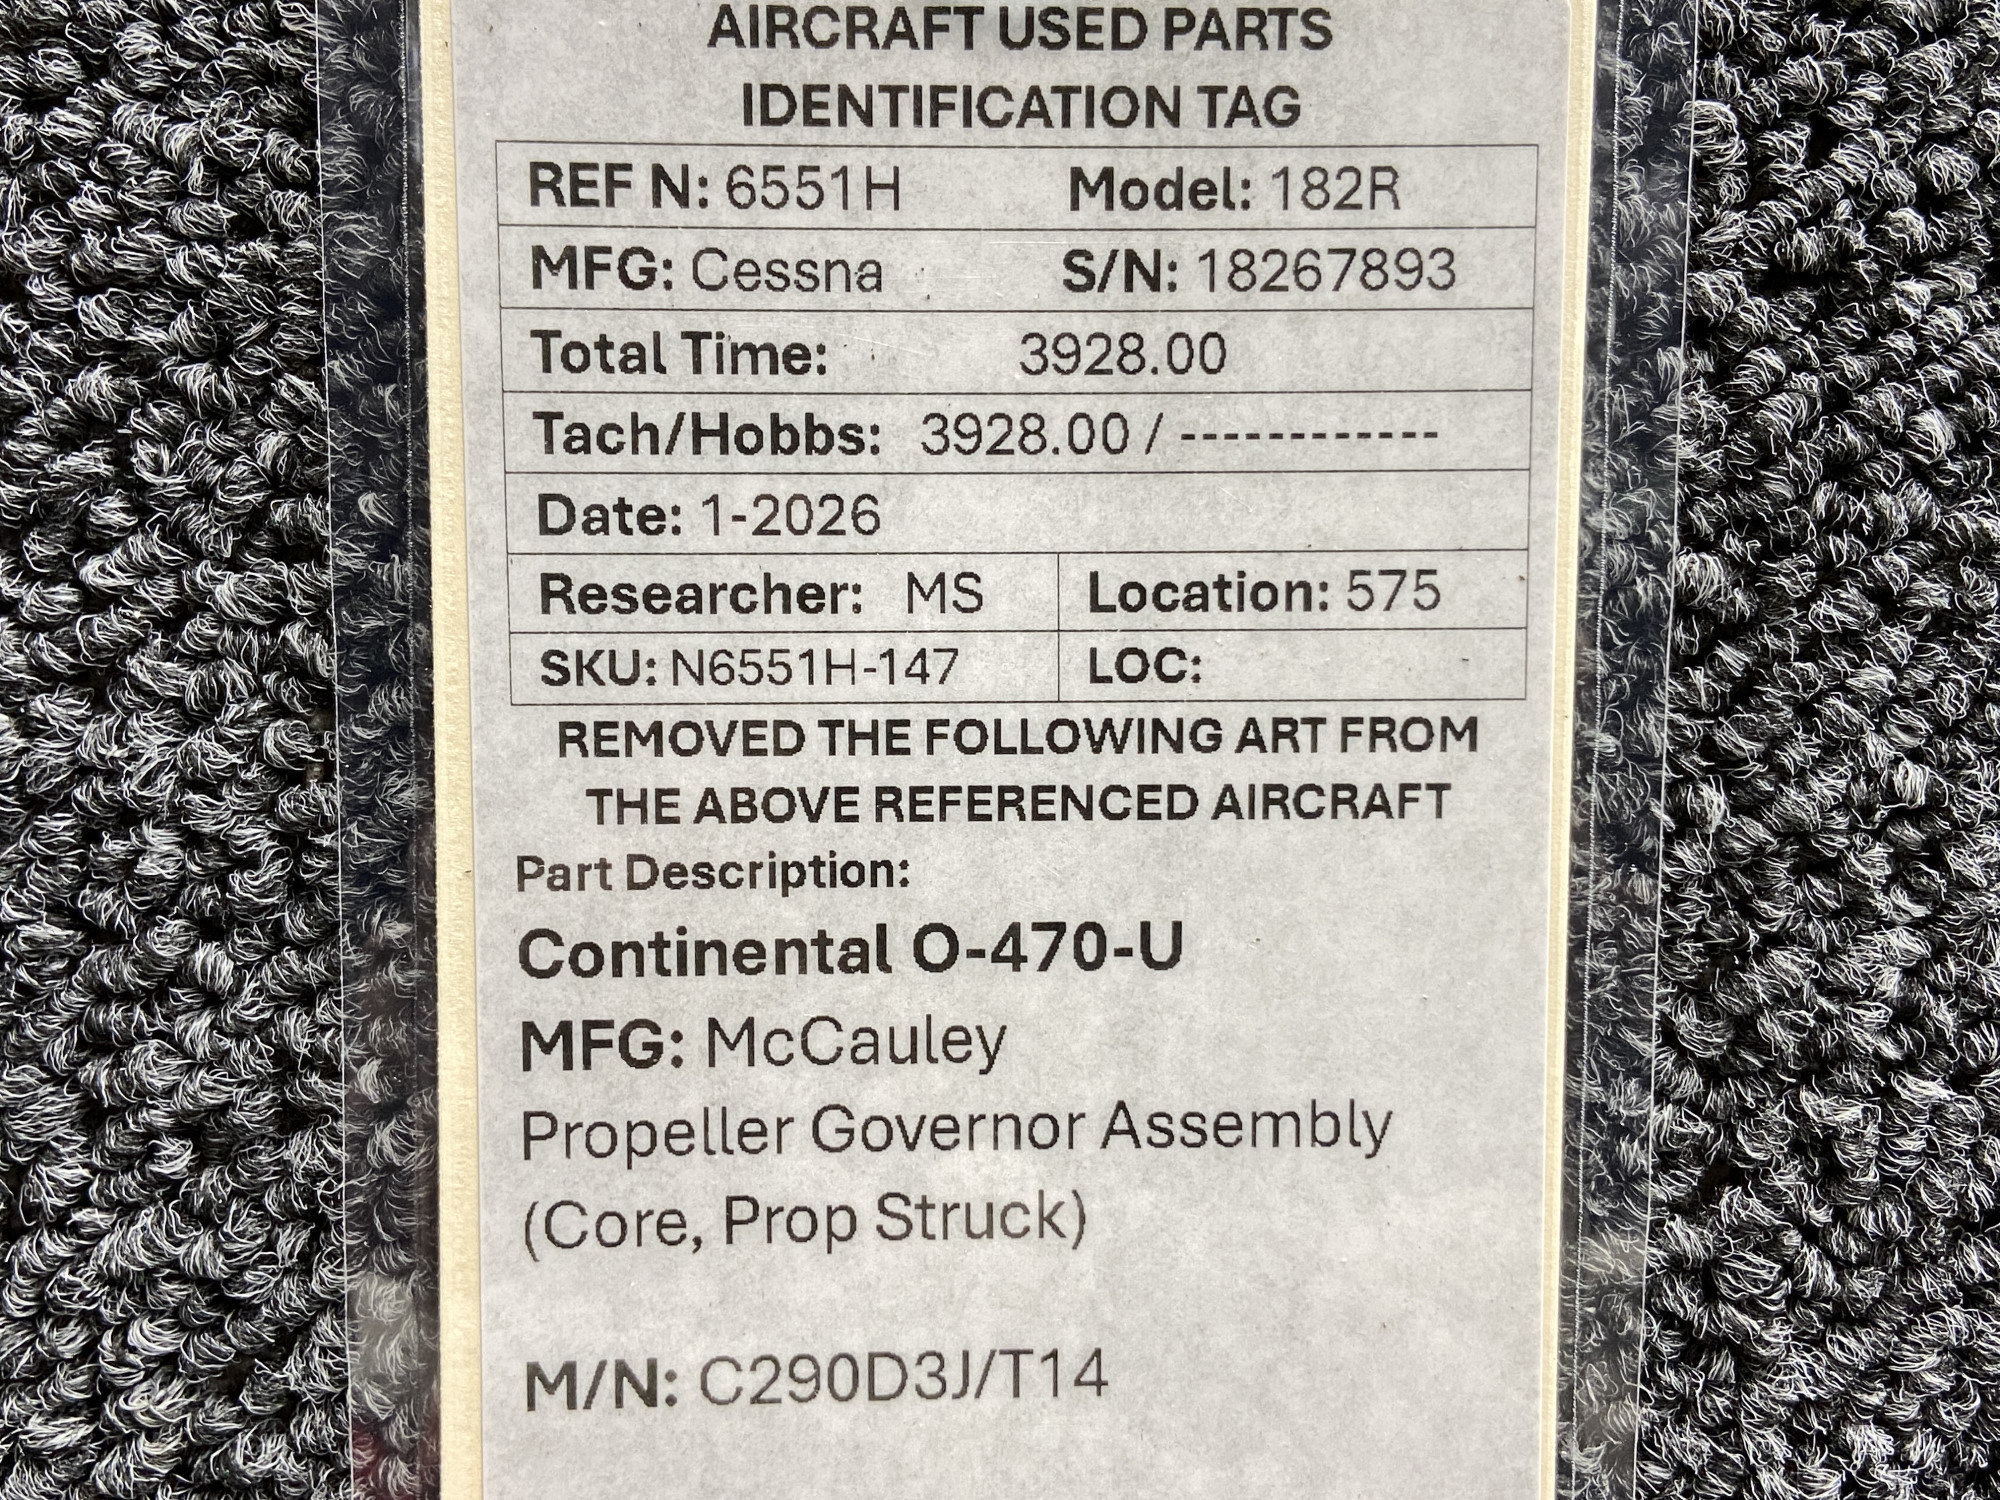 AIRCRAFT USED PARTS
IDENTIFICATION TAG
REF N: 6551H Model: 182R
MFG: Cessna S/N: 18267893
Total Time: 3928.00
Tach/Hobbs: 3928.00 / ------------
Date: 1-2026
Researcher: MS Location: 575
SKU: N6551H-147 LOC:
REMOVED THE FOLLOWING ART FROM
THE ABOVE REFERENCED AIRCRAFT
Part Description:
Continental O-470-U
MFG: McCauley
Propeller Governor Assembly
(Core, Prop Struck)
M/N: C290D3J/T14